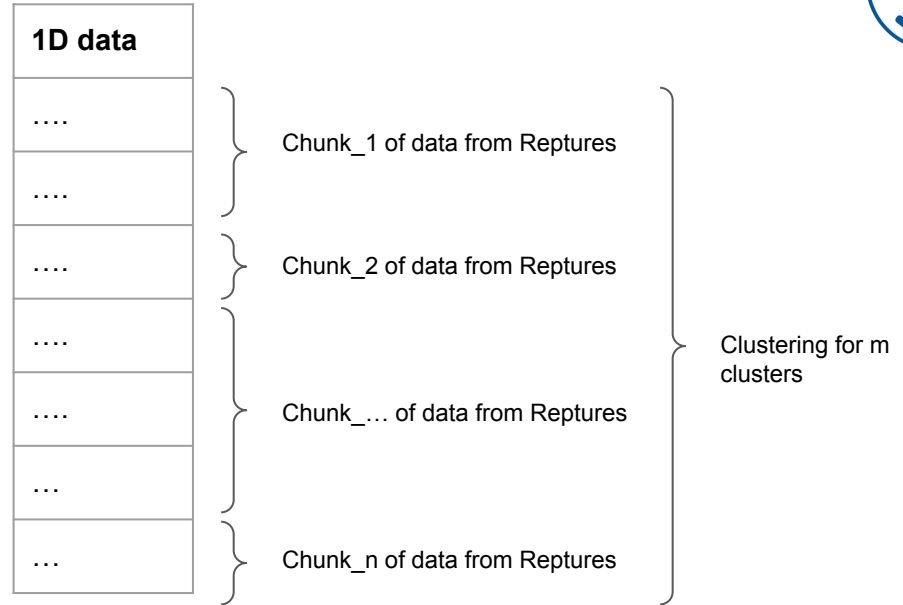 1D data
....
....
....
....
....
...
...
Chunk_1 of data from Reptures
Chunk_2 of data from Reptures
Chunk_... of data from Reptures
Chunk_n of data from Reptures
Clustering for m
clusters